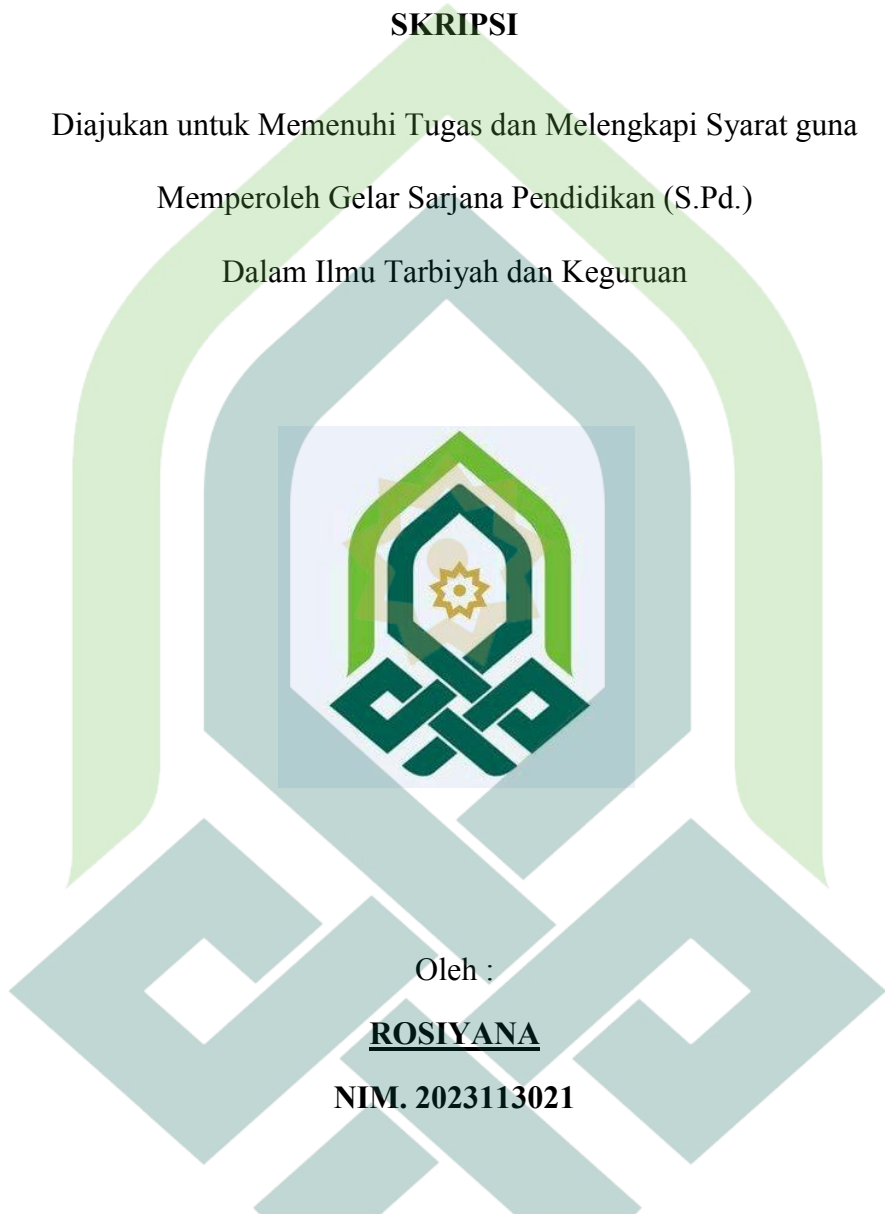 SKRIPSI
Diajukan untuk Memenuhi Tugas dan Melengkapi Syarat guna
Memperoleh Gelar Sarjana Pendidikan (S.Pd.)
Dalam Ilmu Tarbiyah dan Keguruan
Oleh :
ROSIYANA
NIM. 2023113021